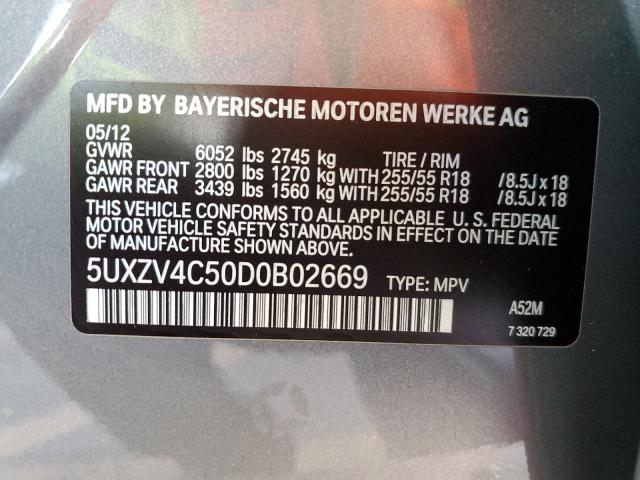 MFD BY BAYERISCHE MOTOREN WERKE AG
05/12
GVWR 6052 lbs 2745 kg TIRE / RIM
GAWR FRONT 2800 lbs 1270 kg WITH 255/55 R18 /8.5J x 18
GAWR REAR 3439 lbs 1560 kg WITH 255/55 R18 /8.5J x 18
THIS VEHICLE CONFORMS TO ALL APPLICABLE U. S. FEDERAL
MOTOR VEHICLE SAFETY STANDARDS IN EFFECT ON THE DATE
OF MANUFACTURE SHOWN ABOVE.
5UXZV4C50D0B02669 TYPE: MPV
A52M
7 320 729